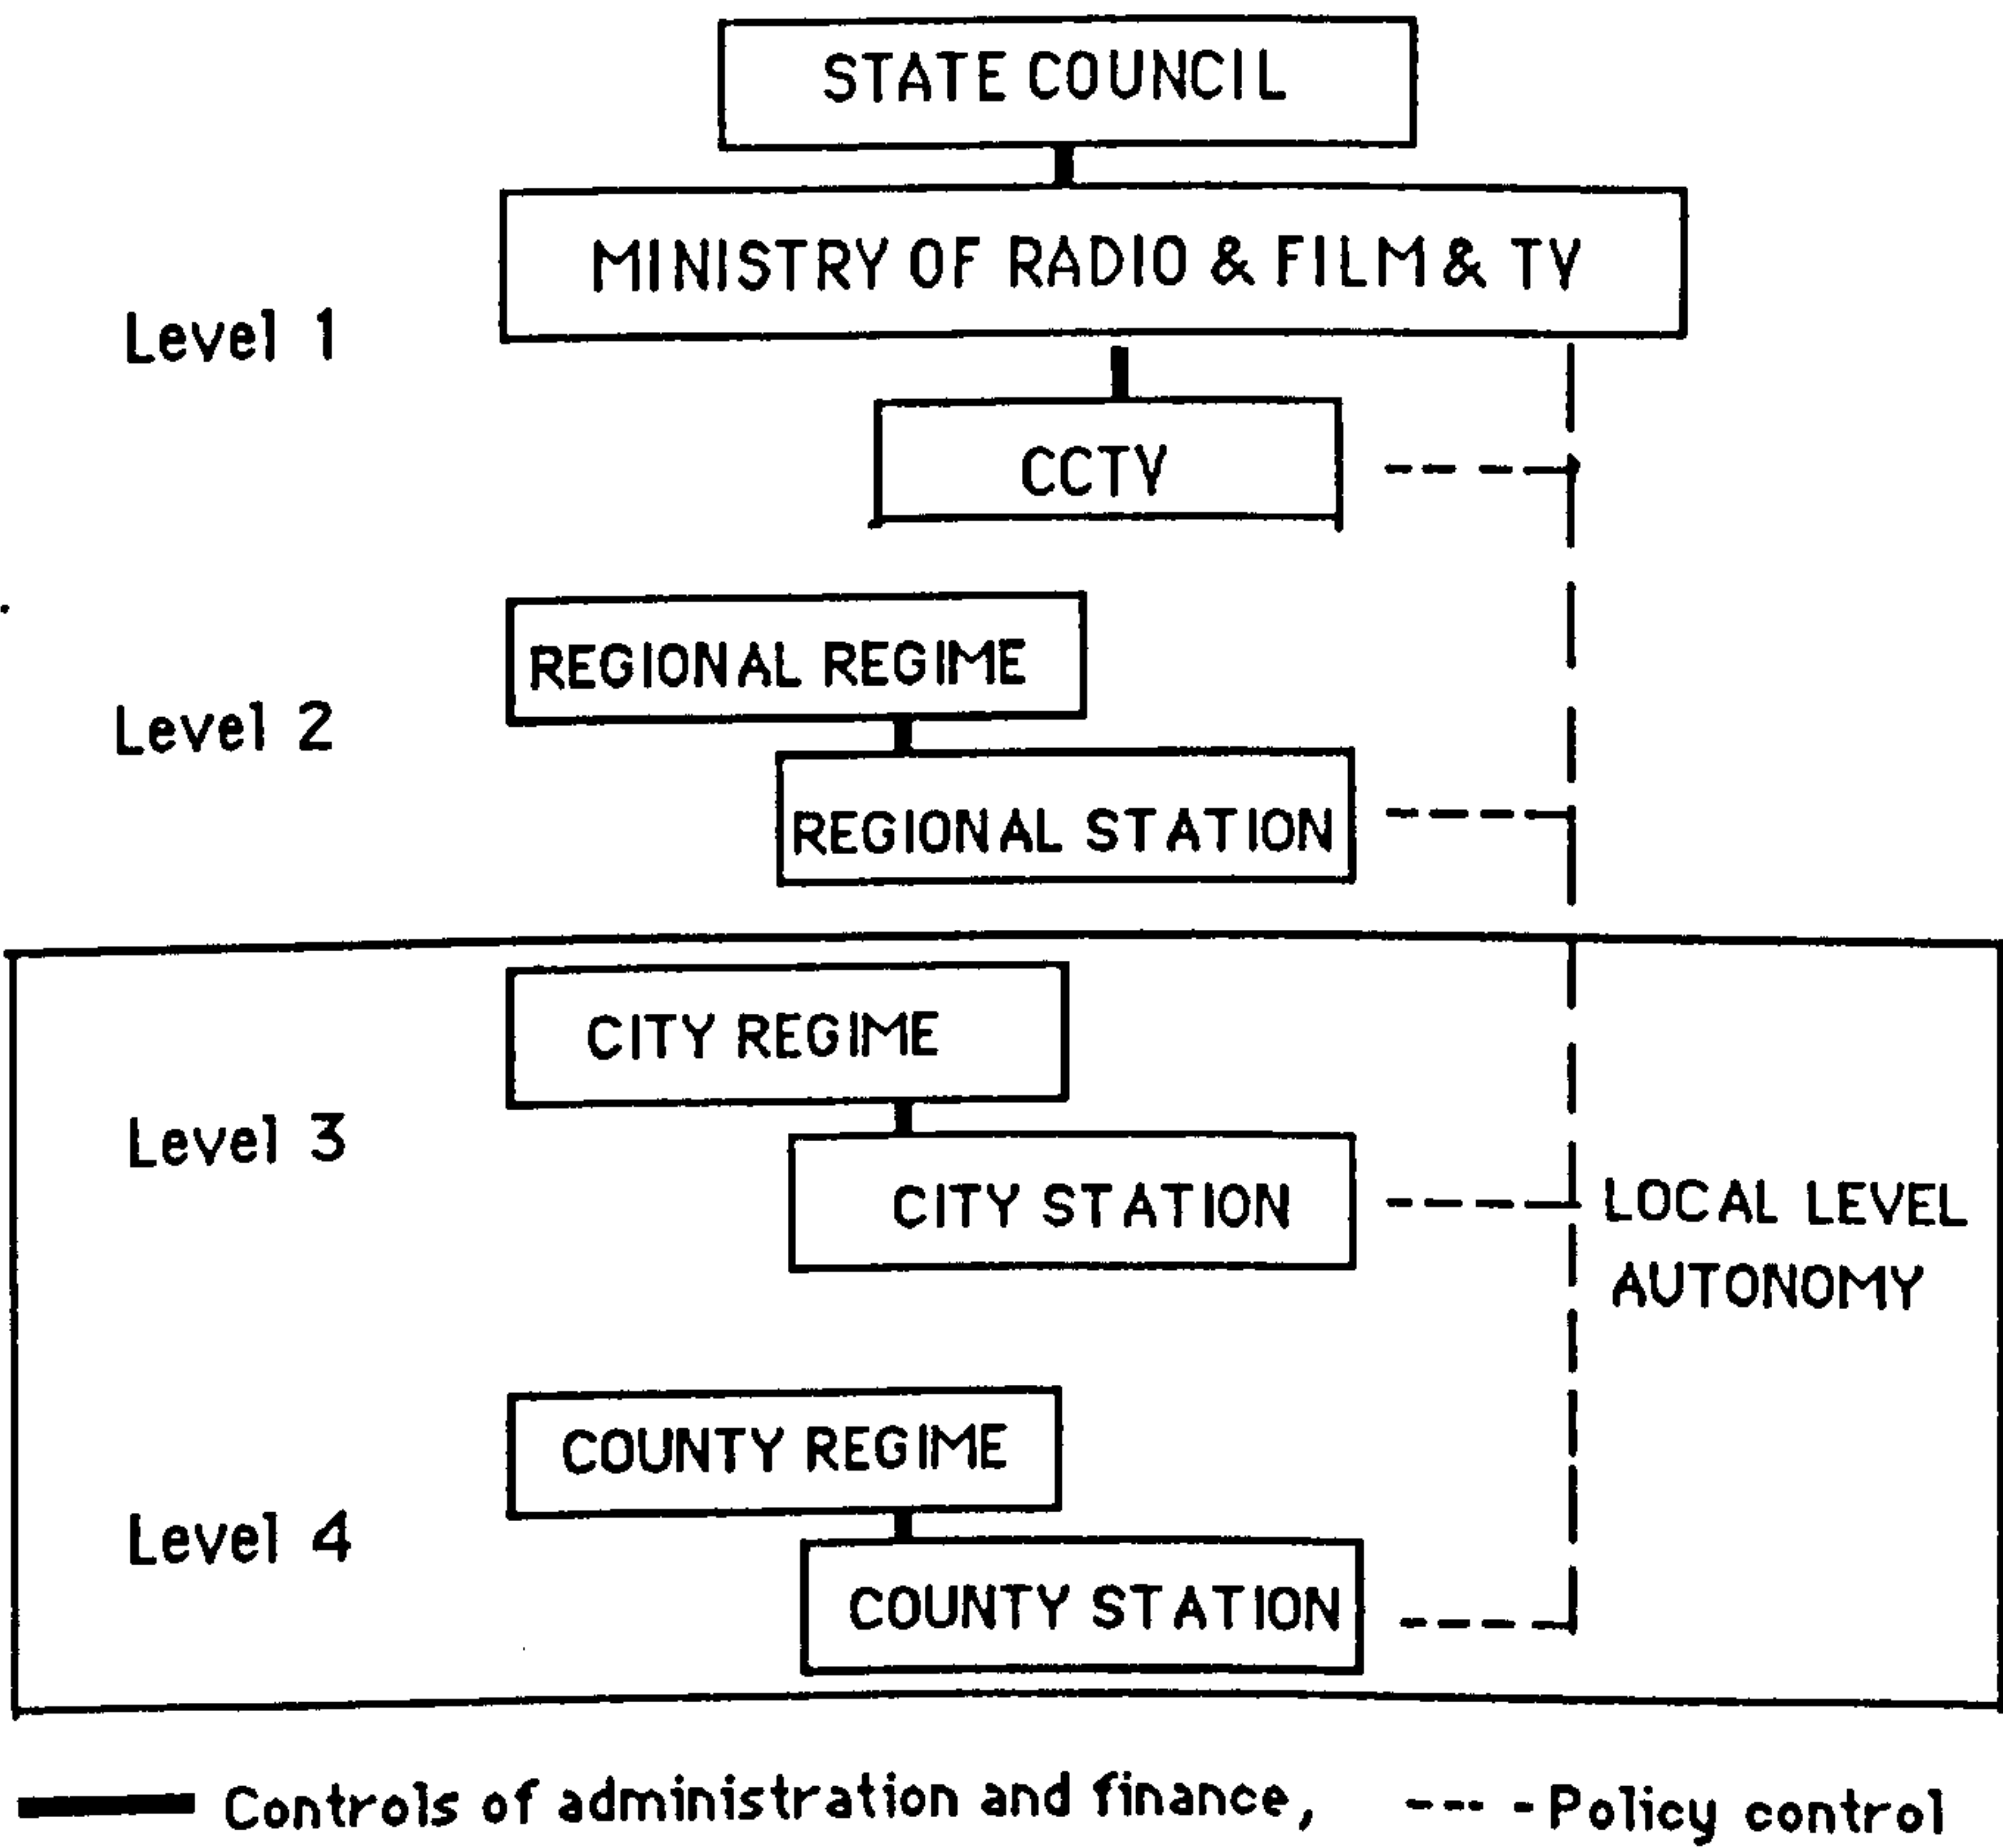 STATE COUNCIL
MINISTRY OF RADIO & FILM & TV
Level 1
CCTV
REGIONAL REGIME
Level 2
REGIONAL STATION
CITY REGIME
Level 3
CITY STATION
LOCAL LEVEL
AUTONOMY
COUNTY REGIME
Level 4
COUNTY STATION
Controls of administration and finance, ---- Policy control